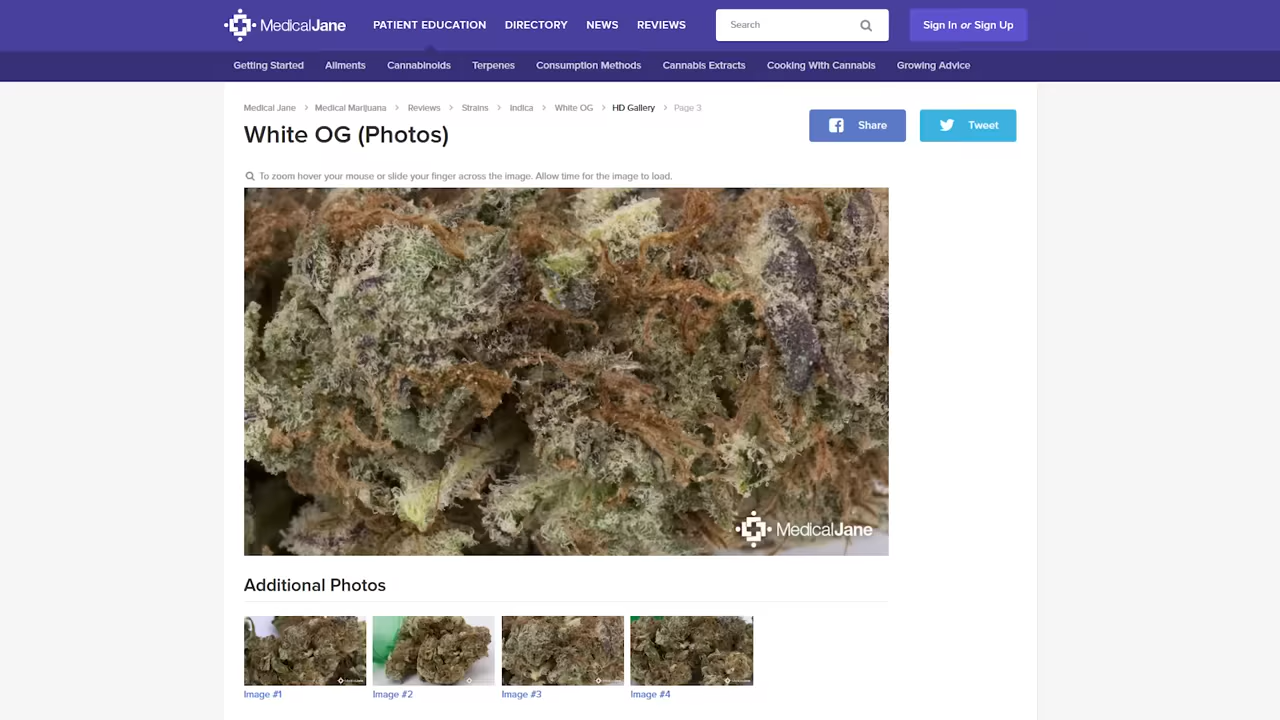 MedicalJane PATIENT EDUCATION DIRECTORY NEWS REVIEWS Search Sign In or Sign Up
Getting Started Ailments Cannabinoids Terpenes Consumption Methods Cannabis Extracts Cooking With Cannabis Growing Advice
Medical Jane > Medical Marijuana > Reviews > Strains > Indica > White OG > HD Gallery > Page 3
White OG (Photos)
Share Tweet
To zoom hover your mouse or slide your finger across the image. Allow time for the image to load.
MedicalJane
Additional Photos
Image #1 Image #2 Image #3 Image #4